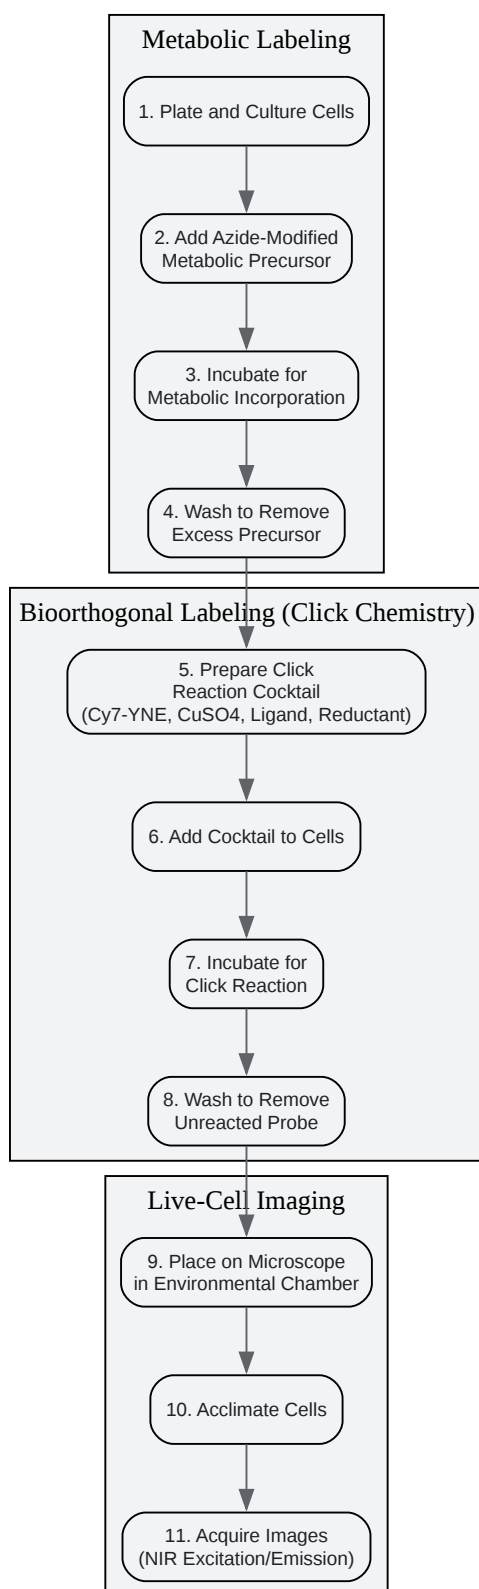 Metabolic Labeling
1. Plate and Culture Cells
2. Add Azide-Modified
Metabolic Precursor
3. Incubate for
Metabolic Incorporation
4. Wash to Remove
Excess Precursor
Bioorthogonal Labeling (Click Chemistry)
5. Prepare Click
Reaction Cocktail
(Cy7-YNE, CuSO4, Ligand, Reductant)
6. Add Cocktail to Cells
7. Incubate for
Click Reaction
8. Wash to Remove
Unreacted Probe
Live-Cell Imaging
9. Place on Microscope
in Environmental Chamber
10. Acclimate Cells
11. Acquire Images
(NIR Excitation/Emission)